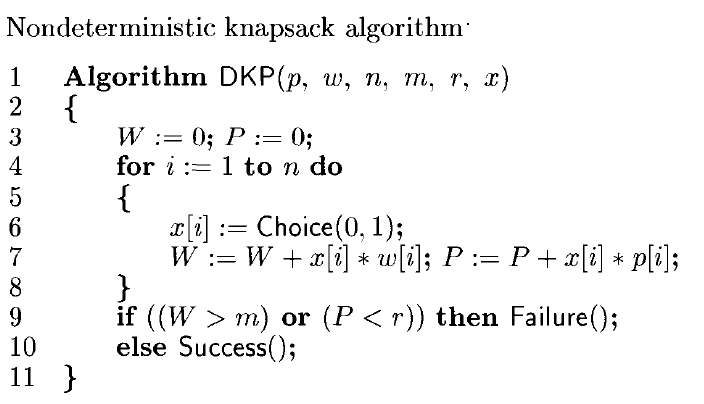 Nondeterministic knapsack algorithm
1 Algorithm DKP(p, w, n, m, r, x)
2 {
3 W := 0; P := 0;
4 for i := 1 to n do
5 {
6 x[i] := Choice(0, 1);
7 W := W + x[i] * w[i]; P := P + x[i] * p[i];
8 }
9 if ((W > m) or (P < r)) then Failure();
10 else Success();
11 }